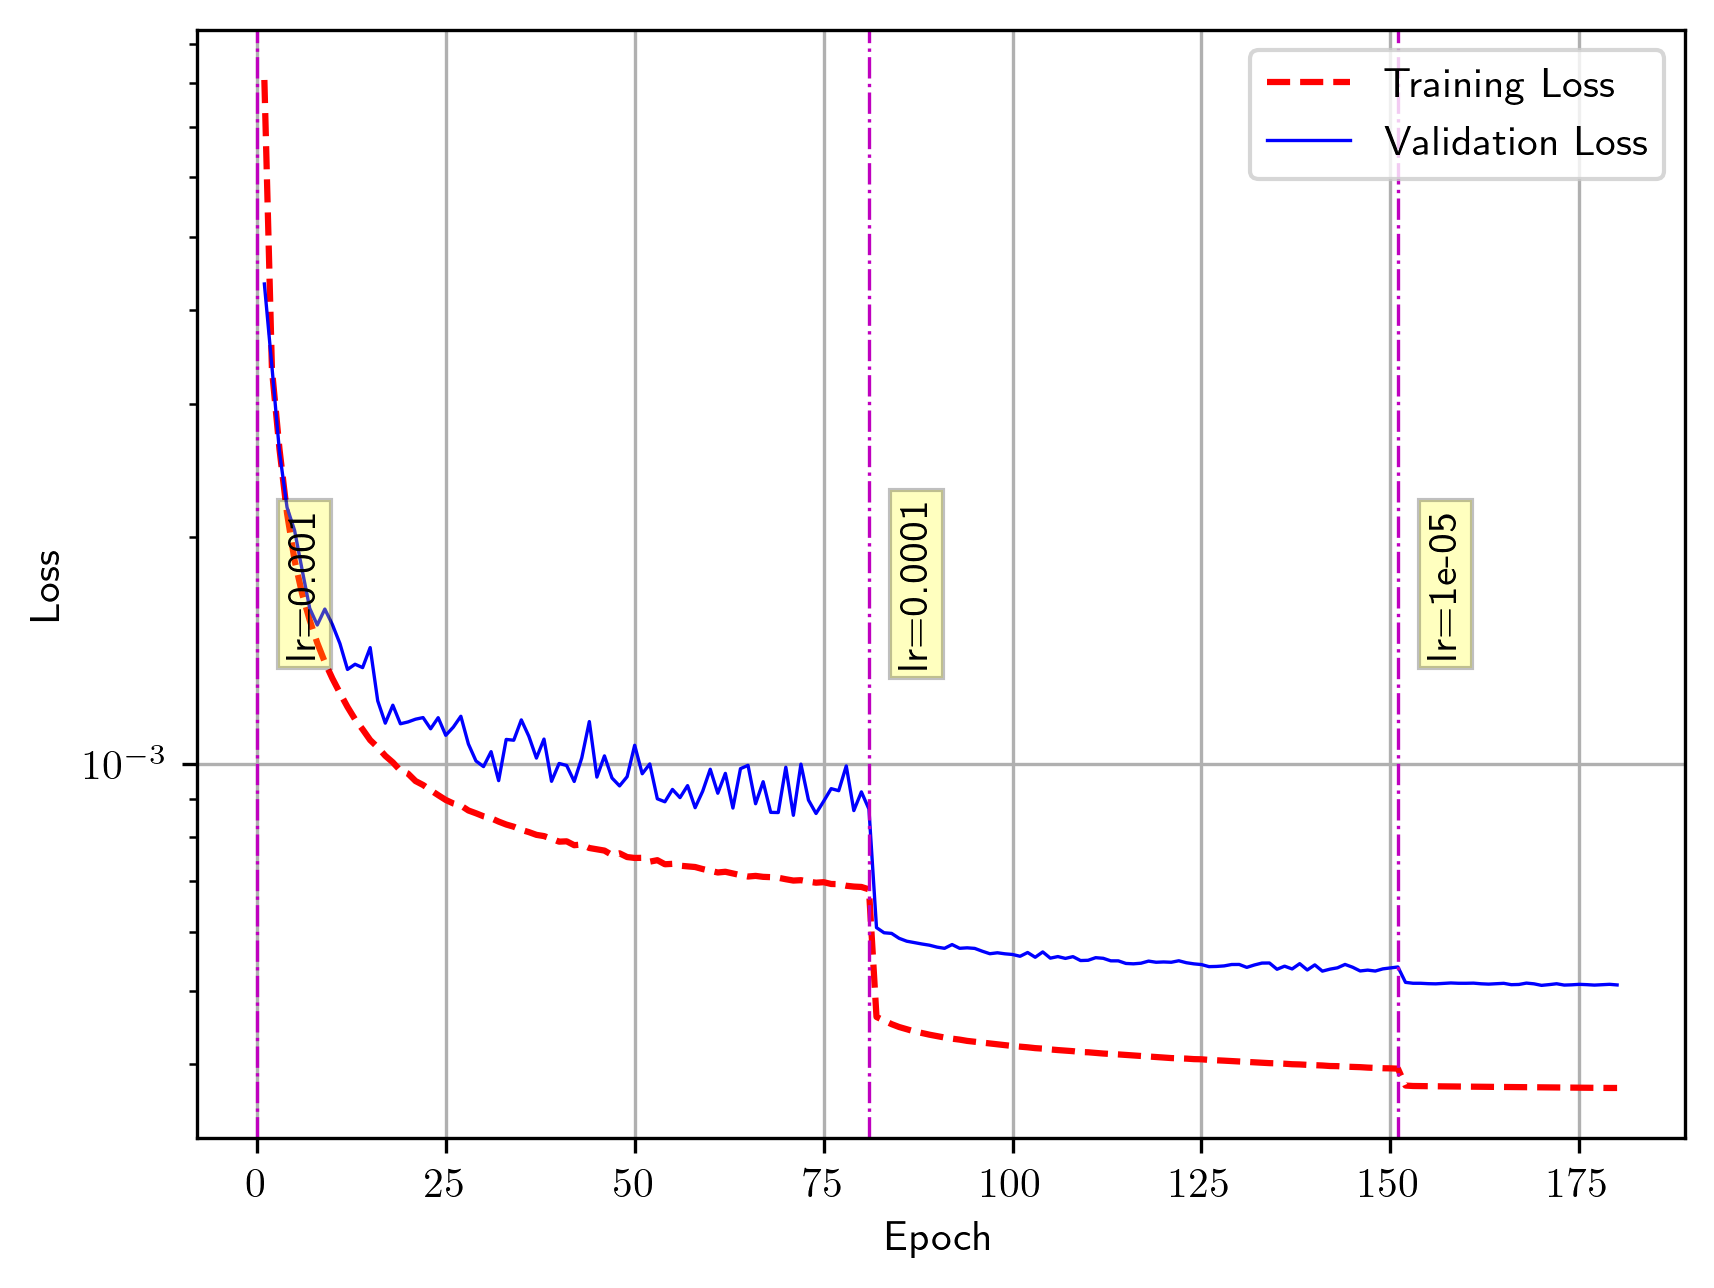 Training Loss
Validation Loss
Loss
10⁻³
lr=0.001
lr=0.0001
lr=1e-05
0 25 50 75 100 125 150 175
Epoch